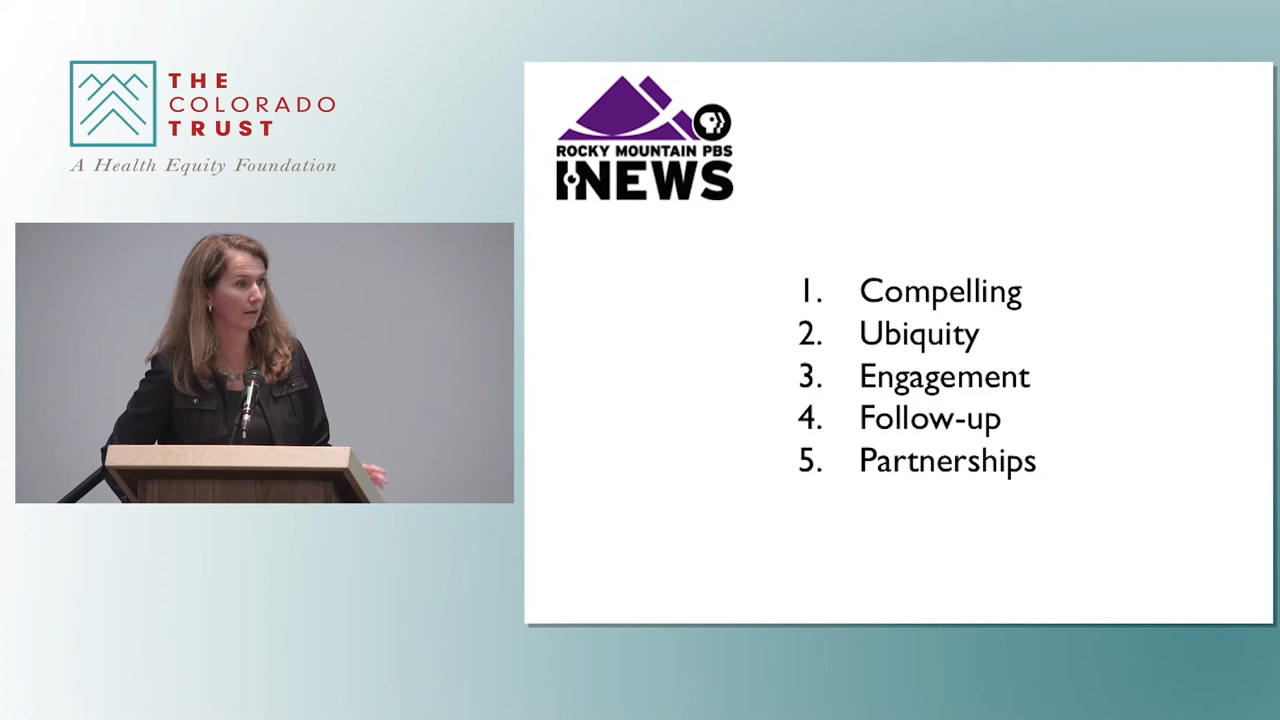 THE
COLORADO
TRUST
A Health Equity Foundation
ROCKY MOUNTAIN PBS
I-NEWS
1. Compelling
2. Ubiquity
3. Engagement
4. Follow-up
5. Partnerships